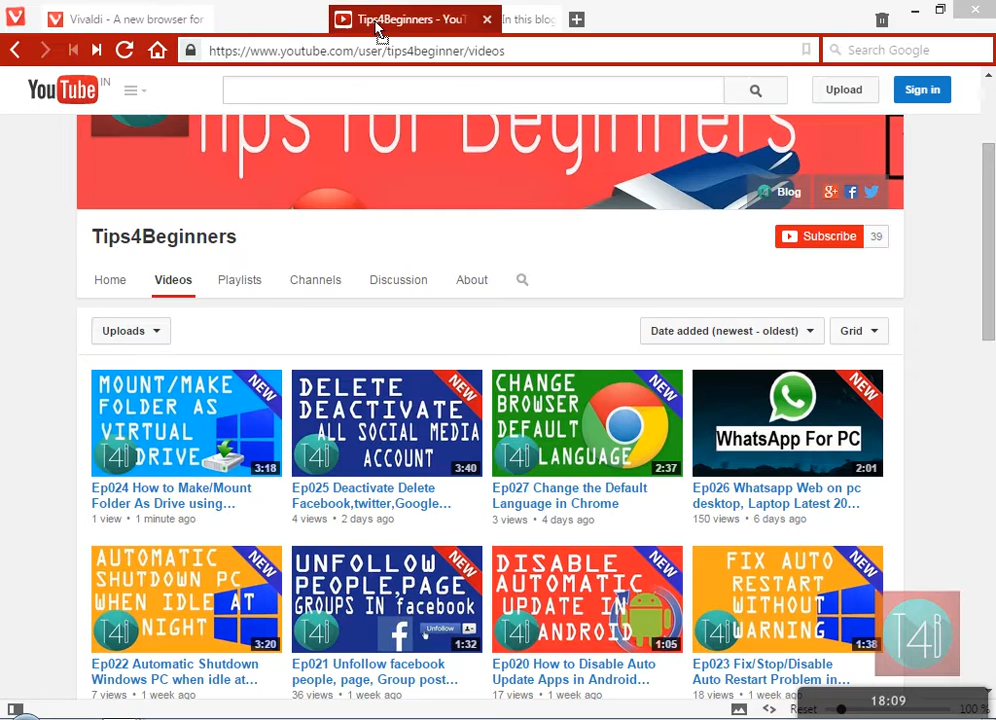 Vivaldi - A new browser for
Tips4Beginners - YouT
In this blog
https://www.youtube.com/user/tips4beginner/videos
Search Google
YouTube IN
Upload
Sign in
Tips for Beginners
Blog
Tips4Beginners
Subscribe 39
Home Videos Playlists Channels Discussion About
Uploads
Date added (newest - oldest)
Grid
MOUNT/MAKE
FOLDER AS
VIRTUAL
DRIVE
NEW
T4i
3:18
DELETE
DEACTIVATE
ALL SOCIAL MEDIA
ACCOUNT
NEW
T4i
3:40
CHANGE
BROWSER
DEFAULT
LANGUAGE
NEW
T4i
2:37
WhatsApp For PC
NEW
2:01
Ep024 How to Make/Mount
Folder As Drive using...
1 view • 1 minute ago
Ep025 Deactivate Delete
Facebook,twitter,Google...
4 views • 2 days ago
Ep027 Change the Default
Language in Chrome
3 views • 4 days ago
Ep026 Whatsapp Web on pc
desktop, Laptop Latest 20...
150 views • 6 days ago
AUTOMATIC
SHUTDOWN PC
WHEN IDLE AT
NIGHT
NEW
T4i
3:20
UNFOLLOW
PEOPLE,PAGE
GROUPS IN facebook
Unfollow
NEW
T4i
1:32
DISABLE
AUTOMATIC
UPDATE IN
ANDROID
NEW
T4i
1:05
FIX AUTO
RESTART
WITHOUT
WARNING
NEW
T4i
1:38
T4i
Ep022 Automatic Shutdown
Windows PC when idle at...
7 views • 1 week ago
Ep021 Unfollow facebook
people, page, Group post...
36 views • 1 week ago
Ep020 How to Disable Auto
Update Apps in Android...
17 views • 1 week ago
Ep023 Fix/Stop/Disable
Auto Restart Problem in...
18 views • 1 week ago
18:09
Reset
100 %